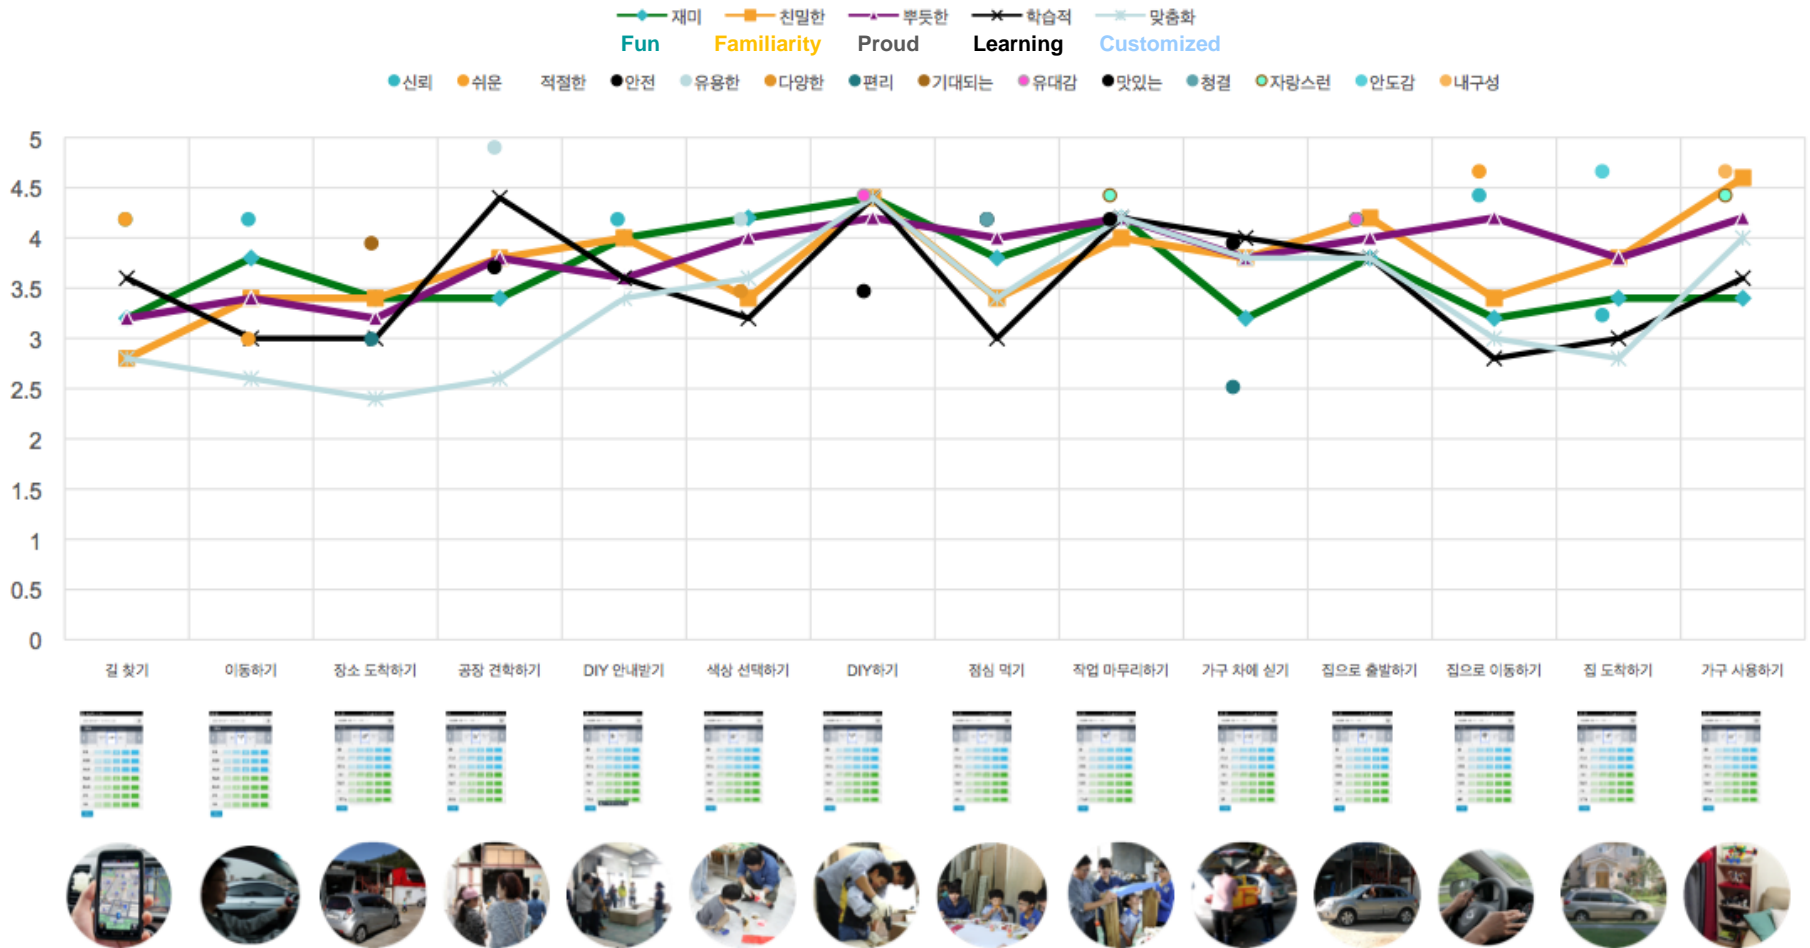 재미 친밀한 뿌듯한 학습적 맞춤화
Fun Familiarity Proud Learning Customized
신뢰 쉬운 적절한 안전 유용한 다양한 편리 기대되는 유대감 맛있는 청결 자랑스런 안도감 내구성
5
4.5
4
3.5
3
2.5
2
1.5
1
0.5
0
길 찾기 이동하기 장소 도착하기 공장 견학하기 DIY 안내받기 색상 선택하기 DIY하기 점심 먹기 작업 마무리하기 가구 차에 싣기 집으로 출발하기 집으로 이동하기 집 도착하기 가구 사용하기